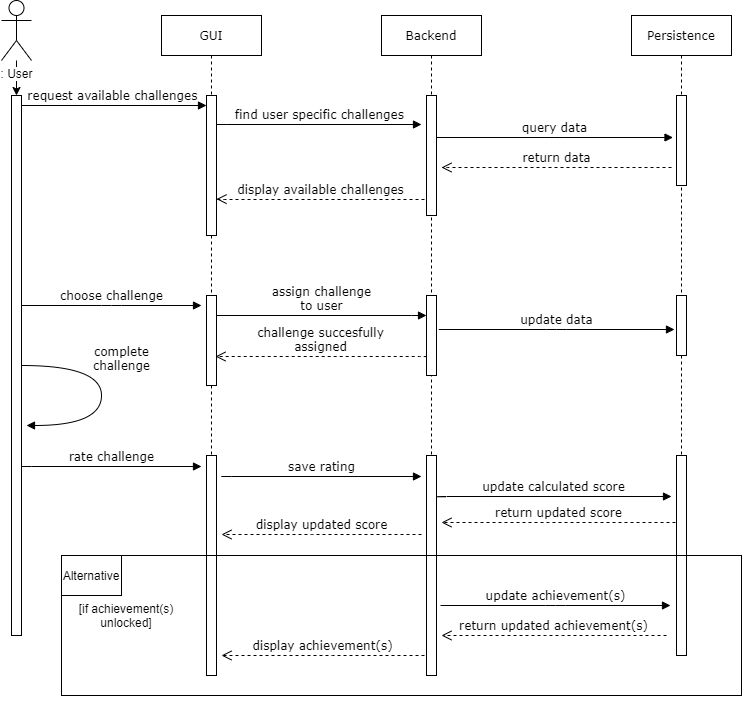 GUI
Backend
Persistence
: User
request available challenges
find user specific challenges
query data
return data
display available challenges
choose challenge
assign challenge
to user
update data
challenge succesfully
assigned
complete
challenge
rate challenge
save rating
update calculated score
return updated score
display updated score
Alternative
[if achievement(s)
unlocked]
update achievement(s)
return updated achievement(s)
display achievement(s)